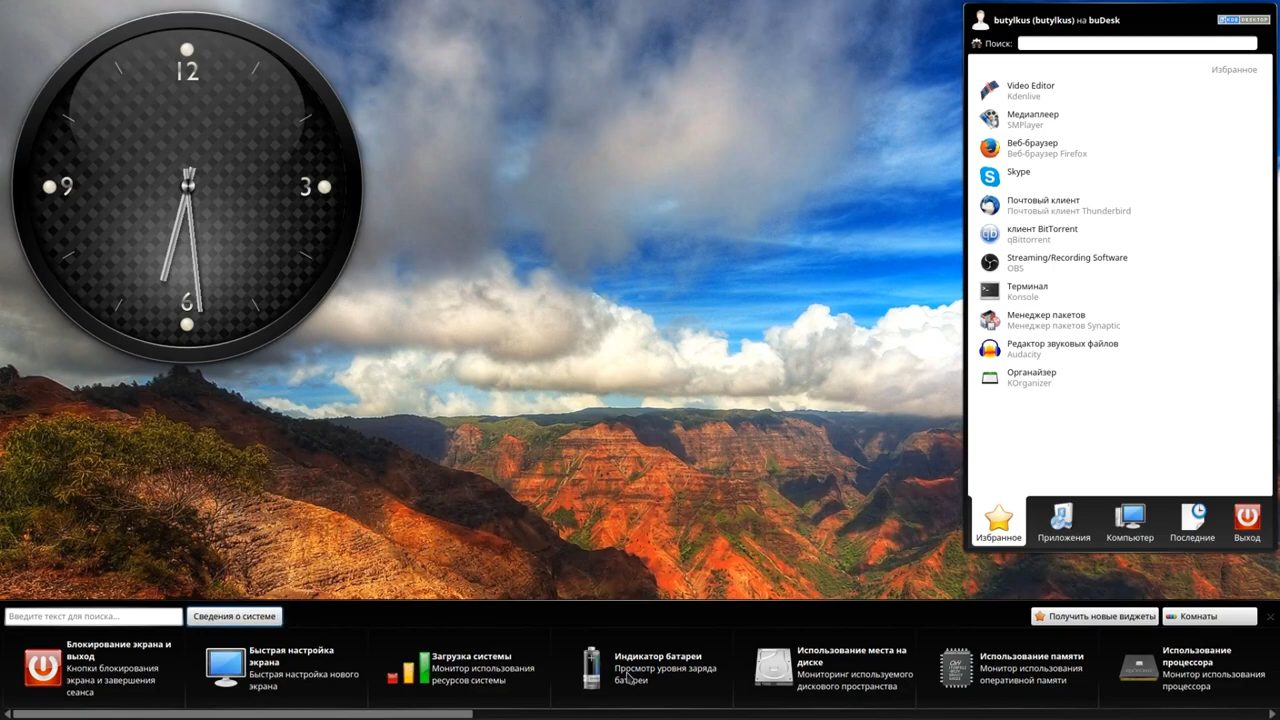 12
9
3
6
butylkus (butylkus) на buDesk
KDE DESKTOP
Поиск:
Избранное
Video Editor
Kdenlive
Медиаплеер
SMPlayer
Веб-браузер
Веб-браузер Firefox
Skype
Почтовый клиент
Почтовый клиент Thunderbird
клиент BitTorrent
qBittorrent
Streaming/Recording Software
OBS
Терминал
Konsole
Менеджер пакетов
Менеджер пакетов Synaptic
Редактор звуковых файлов
Audacity
Органайзер
KOrganizer
Избранное
Приложения
Компьютер
Последние
Выход
Введите текст для поиска...
Сведения о системе
Получить новые виджеты
Комнаты
Блокирование экрана и
выход
Кнопки блокирования
экрана и завершения
сеанса
Быстрая настройка
экрана
Быстрая настройка нового
экрана
Загрузка системы
Монитор использования
ресурсов системы
Индикатор батареи
Просмотр уровня заряда
батареи
Использование места на
диске
Мониторинг используемого
дискового пространства
Использование памяти
Монитор использования
оперативной памяти
Использование
процессора
Монитор использования
процессора